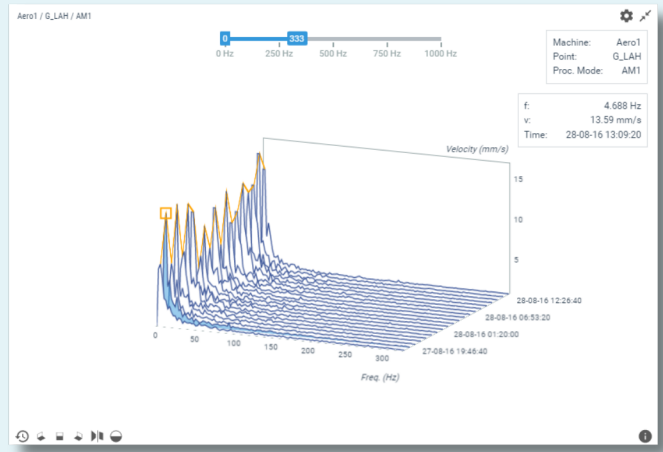 Aero1 / G_LAH / AM1
0 333
0 Hz 250 Hz 500 Hz 750 Hz 1000 Hz
Machine: Aero1
Point: G_LAH
Proc. Mode: AM1
f: 4.688 Hz
v: 13.59 mm/s
Time: 28-08-16 13:09:20
Velocity (mm/s)
15
10
5
28-08-16 12:26:40
28-08-16 06:53:20
28-08-16 01:20:00
27-08-16 19:46:40
0 50 100 150 200 250 300
Freq. (Hz)